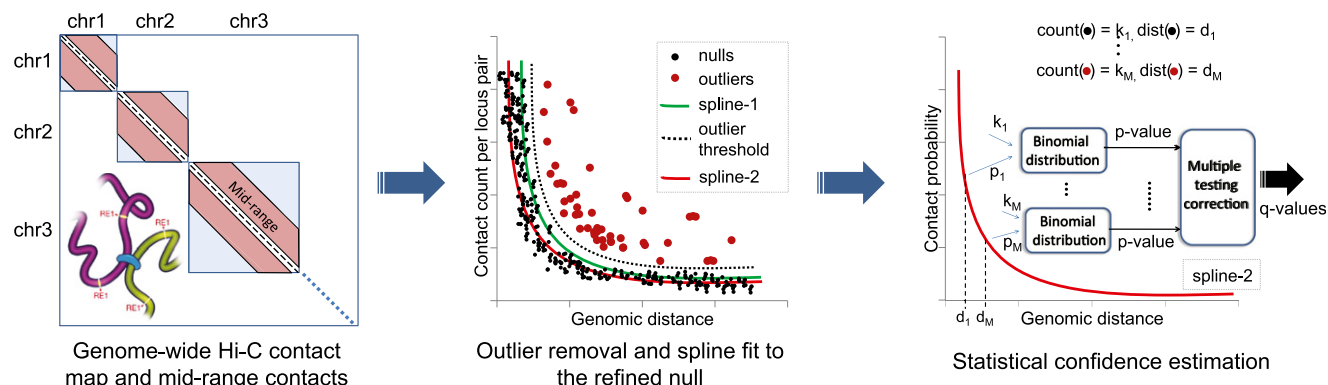 chr1 chr2 chr3
chr1
chr2
chr3
Mid-range
RE1
RE1
RE1
RE1
Genome-wide Hi-C contact
map and mid-range contacts
Contact count per locus pair
nulls
outliers
spline-1
outlier
threshold
spline-2
Genomic distance
Outlier removal and spline fit to
the refined null
count(●) = k1, dist(●) = d1
count(●) = kM, dist(●) = dM
Contact probability
k1
p1
Binomial
distribution
p-value
kM
pM
Binomial
distribution
p-value
Multiple
testing
correction
q-values
spline-2
d1 dM
Genomic distance
Statistical confidence estimation